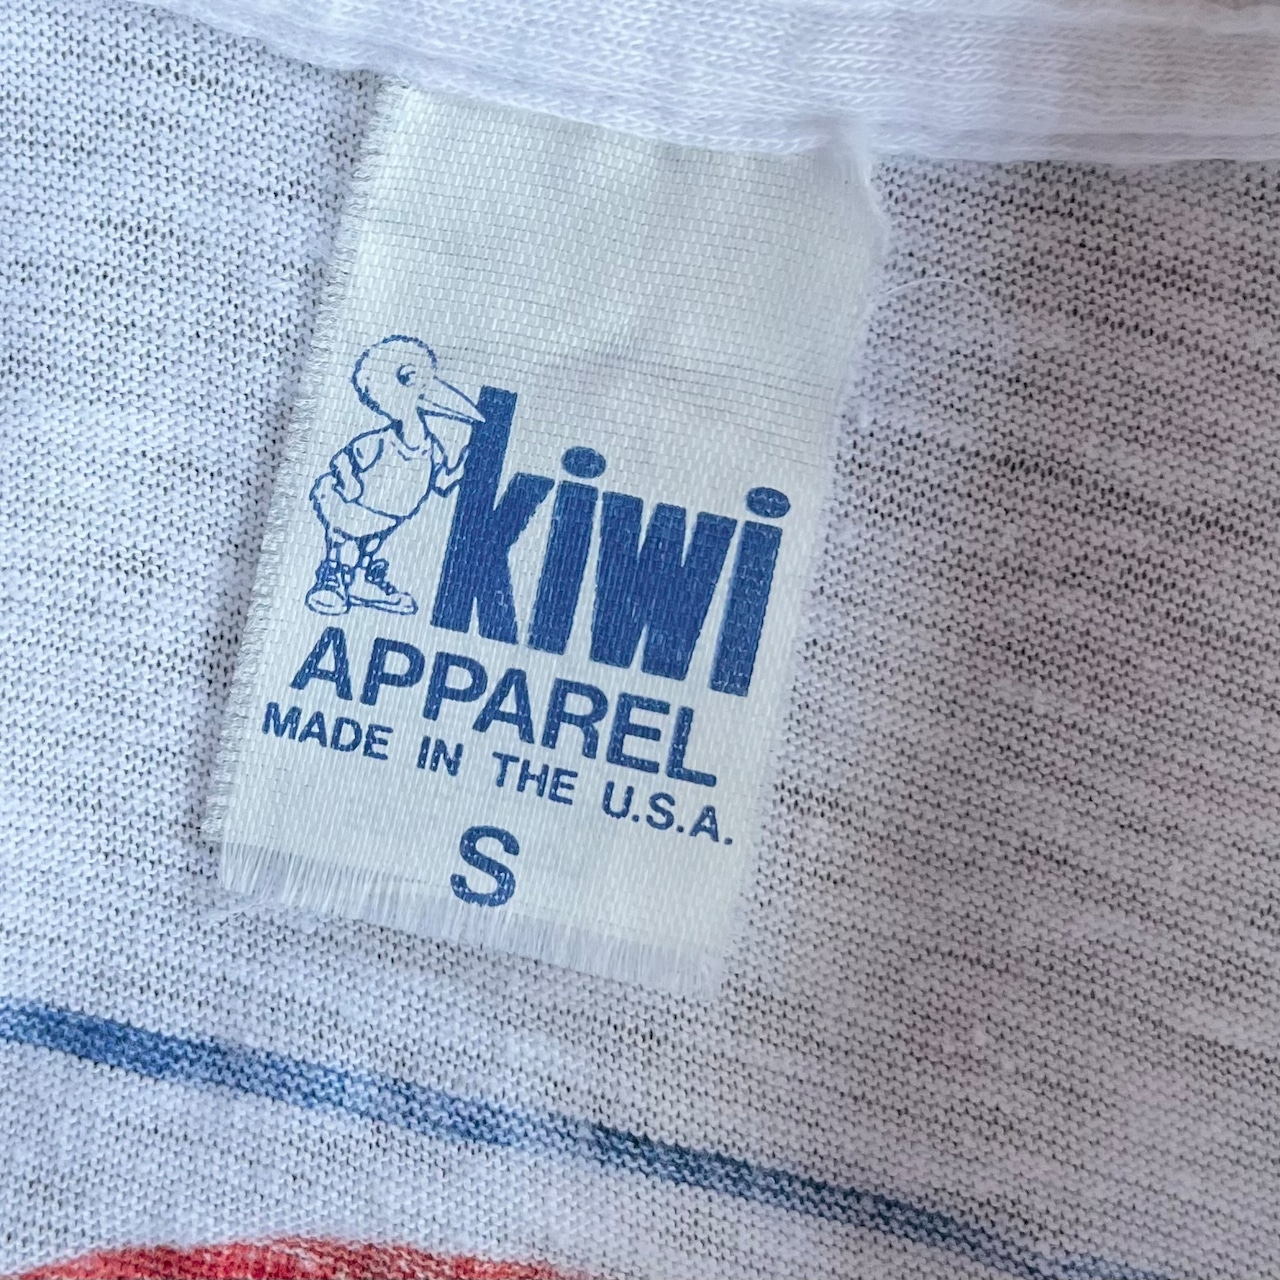 kiwi
APPAREL
MADE IN THE U.S.A.
S